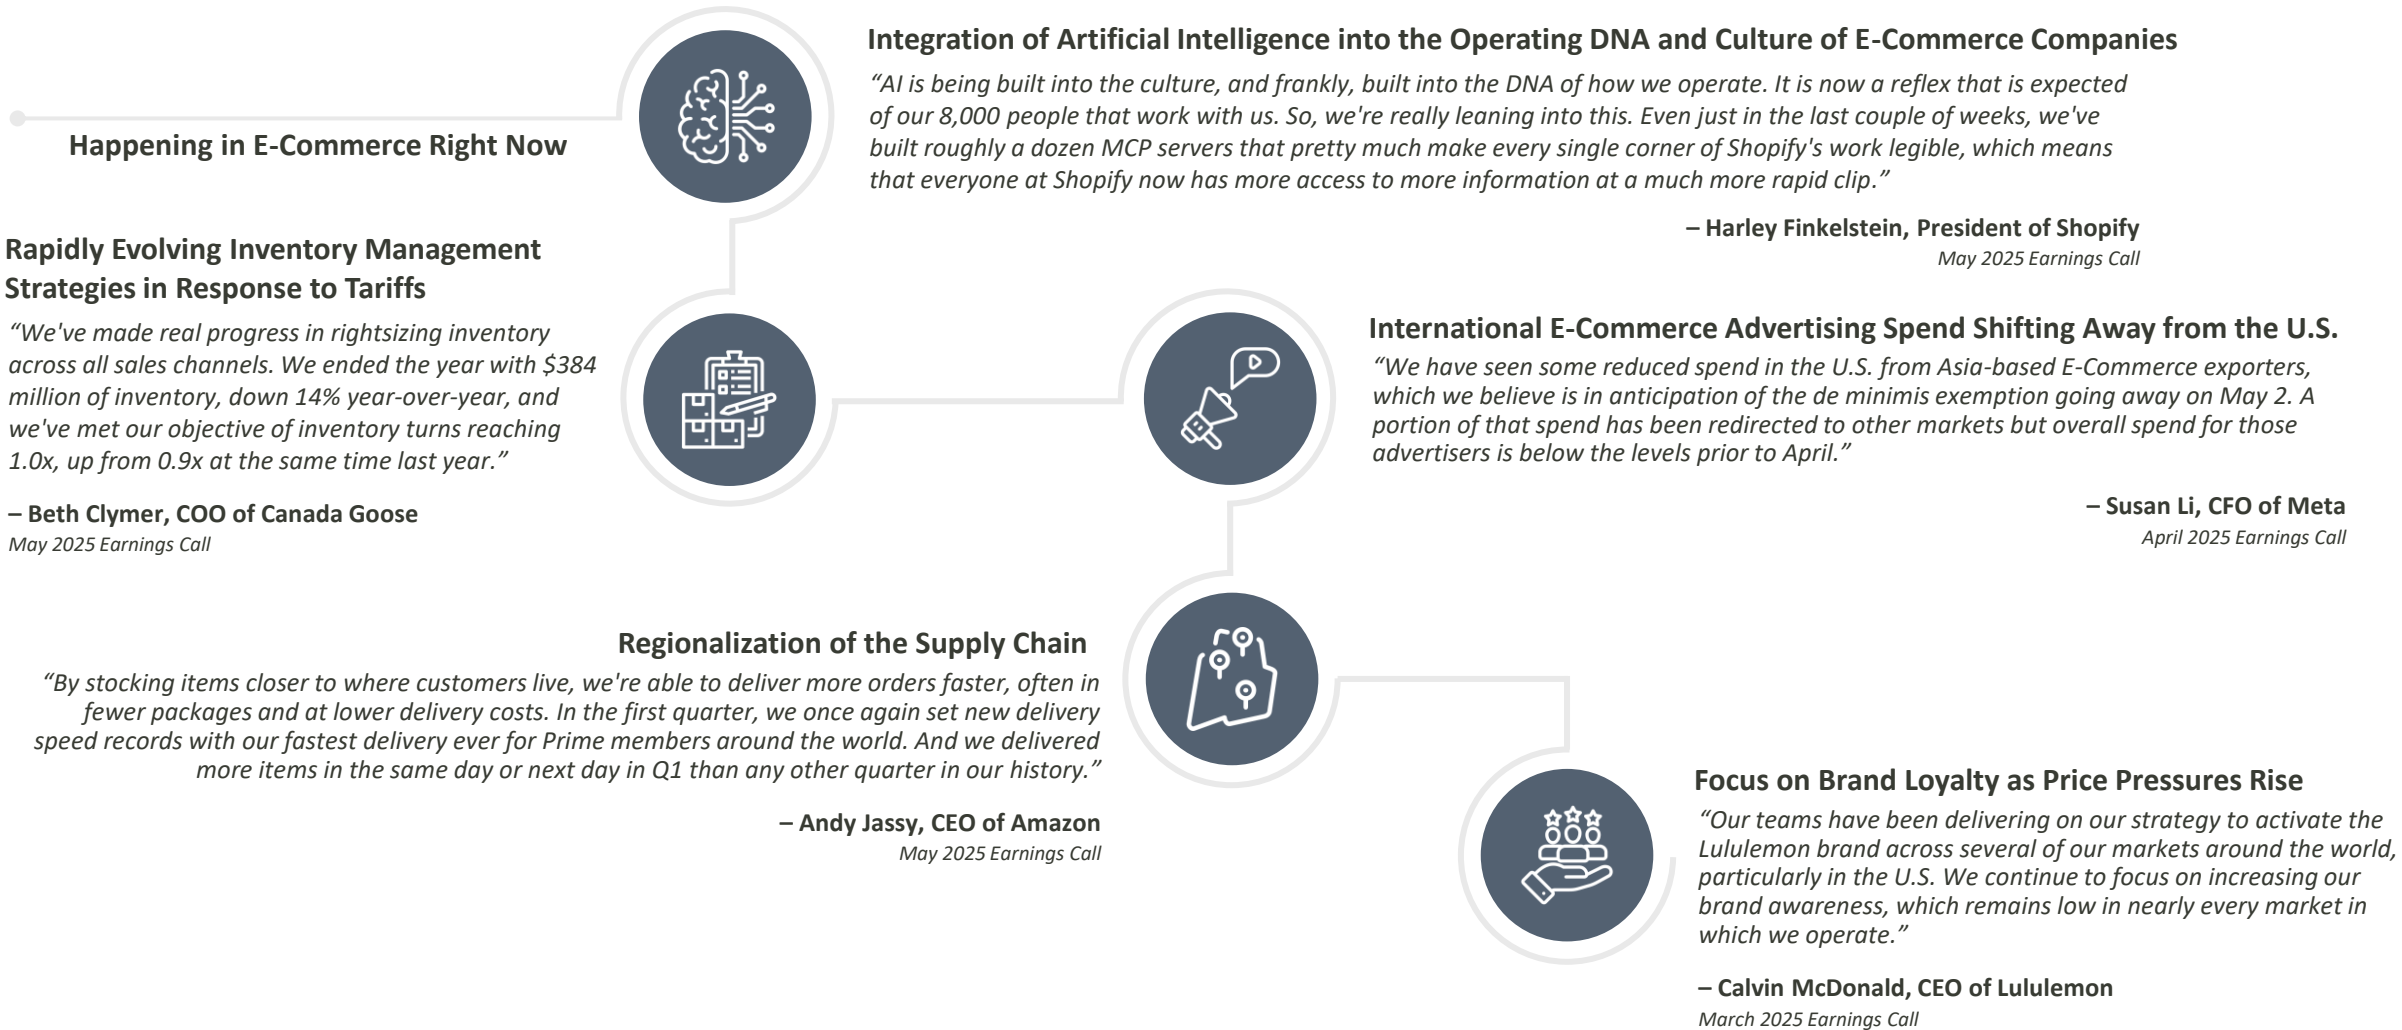 Happening in E-Commerce Right Now
Integration of Artificial Intelligence into the Operating DNA and Culture of E-Commerce Companies
“AI is being built into the culture, and frankly, built into the DNA of how we operate. It is now a reflex that is expected
of our 8,000 people that work with us. So, we're really leaning into this. Even just in the last couple of weeks, we've
built roughly a dozen MCP servers that pretty much make every single corner of Shopify's work legible, which means
that everyone at Shopify now has more access to more information at a much more rapid clip.”
– Harley Finkelstein, President of Shopify
May 2025 Earnings Call
Rapidly Evolving Inventory Management
Strategies in Response to Tariffs
“We've made real progress in rightsizing inventory
across all sales channels. We ended the year with $384
million of inventory, down 14% year-over-year, and
we've met our objective of inventory turns reaching
1.0x, up from 0.9x at the same time last year.”
– Beth Clymer, COO of Canada Goose
May 2025 Earnings Call
International E-Commerce Advertising Spend Shifting Away from the U.S.
“We have seen some reduced spend in the U.S. from Asia-based E-Commerce exporters,
which we believe is in anticipation of the de minimis exemption going away on May 2. A
portion of that spend has been redirected to other markets but overall spend for those
advertisers is below the levels prior to April.”
– Susan Li, CFO of Meta
April 2025 Earnings Call
Regionalization of the Supply Chain
“By stocking items closer to where customers live, we're able to deliver more orders faster, often in
fewer packages and at lower delivery costs. In the first quarter, we once again set new delivery
speed records with our fastest delivery ever for Prime members around the world. And we delivered
more items in the same day or next day in Q1 than any other quarter in our history.”
– Andy Jassy, CEO of Amazon
May 2025 Earnings Call
Focus on Brand Loyalty as Price Pressures Rise
“Our teams have been delivering on our strategy to activate the
Lululemon brand across several of our markets around the world,
particularly in the U.S. We continue to focus on increasing our
brand awareness, which remains low in nearly every market in
which we operate.”
– Calvin McDonald, CEO of Lululemon
March 2025 Earnings Call